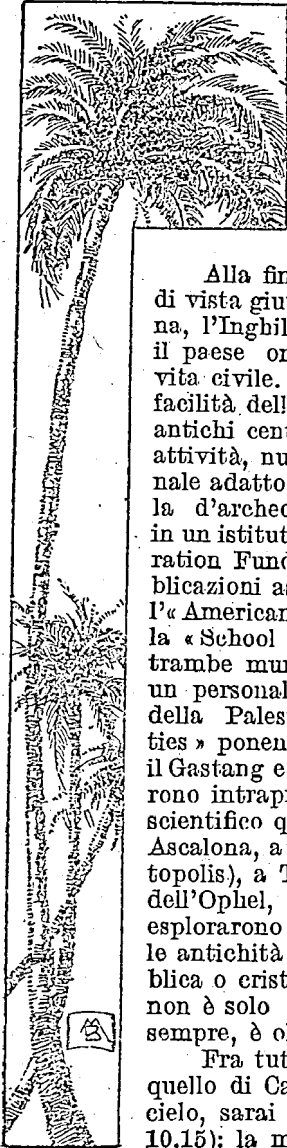 Alla fin
di vista giu
na, l'Inghil
il paese or
vita civile.
facilità dell
antichi cent
attività, nu
nale adatto
la d'archeo
in un istitut
ration Fund
blicazioni a
l'« American
la « School
trambe mu
un personal
della Pales
ties » ponen
il Gastang e
rono intrap
scientifico q
Ascalona, a
topolis), a T
dell'Ophel,
esplorarono
le antichità
blica o crist
non è solo
sempre, è o
Fra tut
quello di Ca
cielo, sarai
10.15): la m